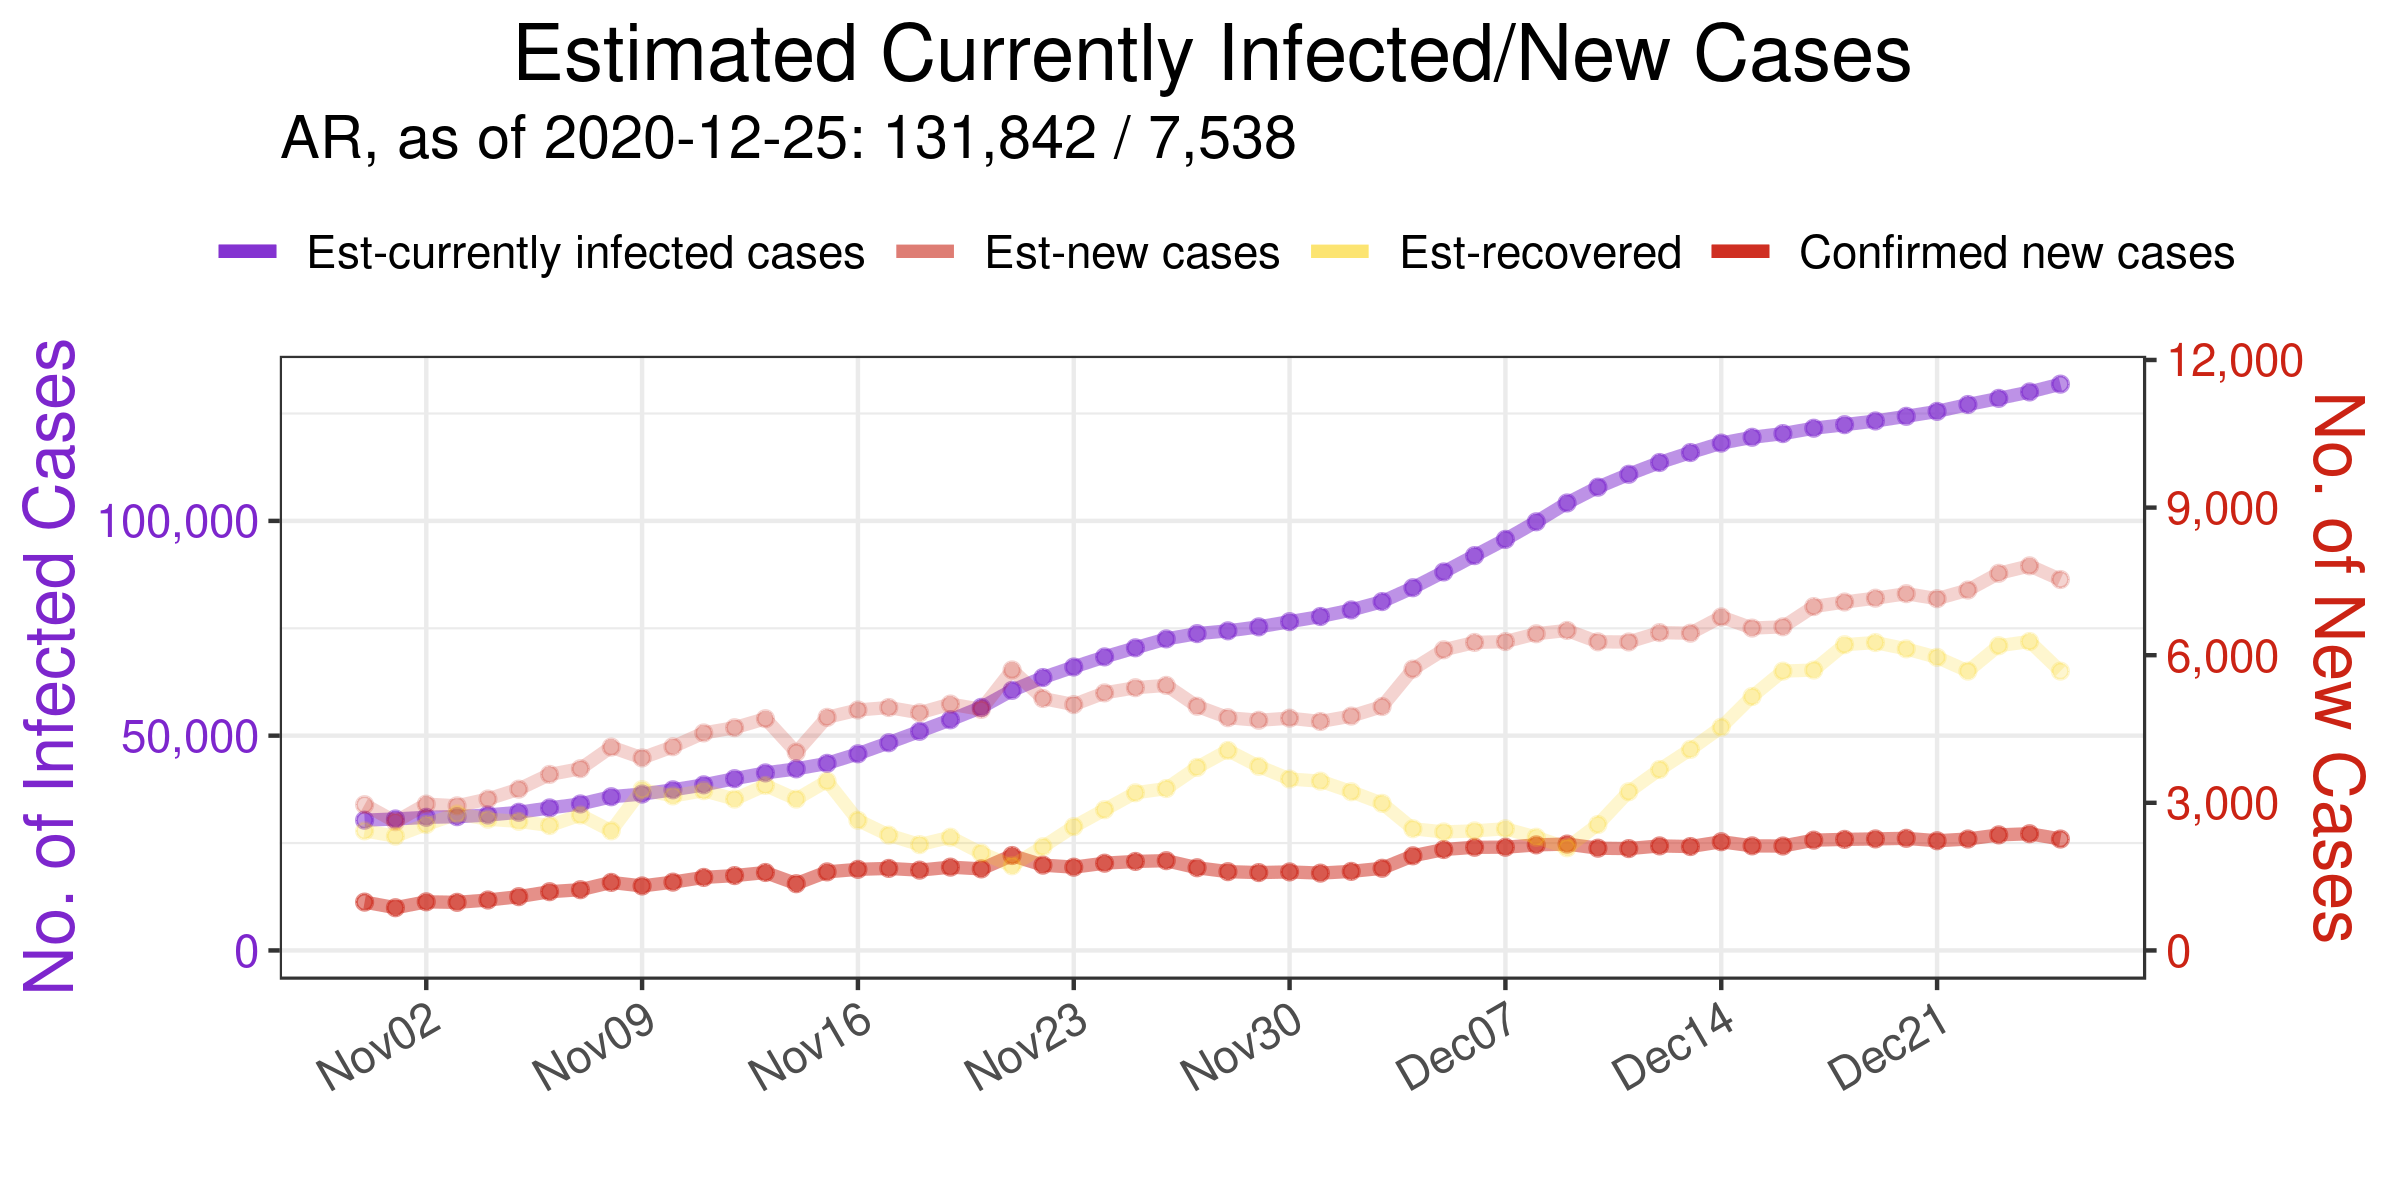 Estimated Currently Infected/New Cases
AR, as of 2020-12-25: 131,842 / 7,538
Est-currently infected cases Est-new cases Est-recovered Confirmed new cases
No. of Infected Cases
100,000
50,000
0
12,000
9,000
6,000
3,000
0
No. of New Cases
Nov02 Nov09 Nov16 Nov23 Nov30 Dec07 Dec14 Dec21